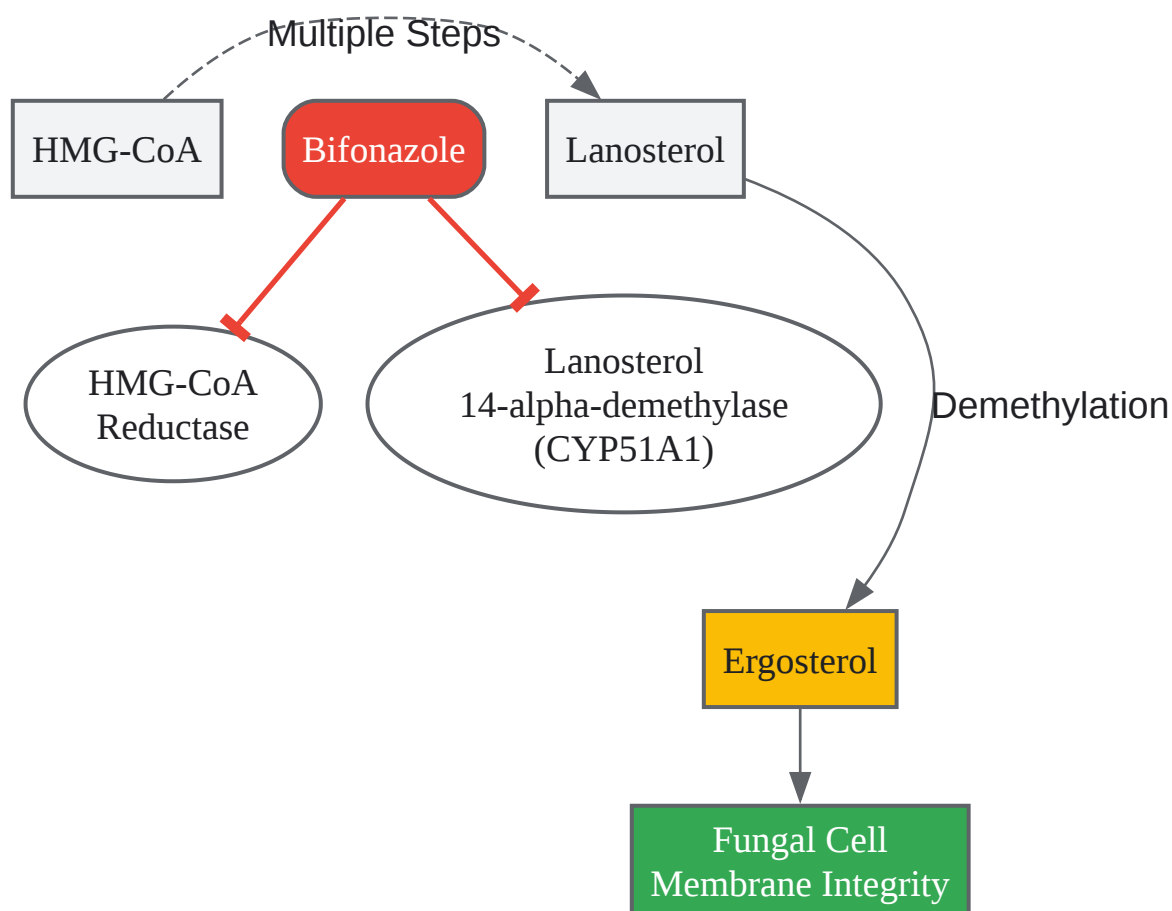 Multiple Steps
HMG-CoA
Bifonazole
Lanosterol
HMG-CoA
Reductase
Lanosterol
14-alpha-demethylase
(CYP51A1)
Demethylation
Ergosterol
Fungal Cell
Membrane Integrity